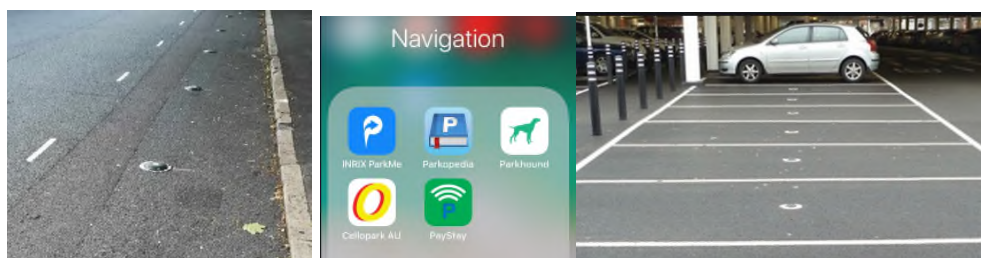 Navigation
P
P
INRIX ParkMe
Parkopedia
Parkhound
P
Cellopark AU
PayStay